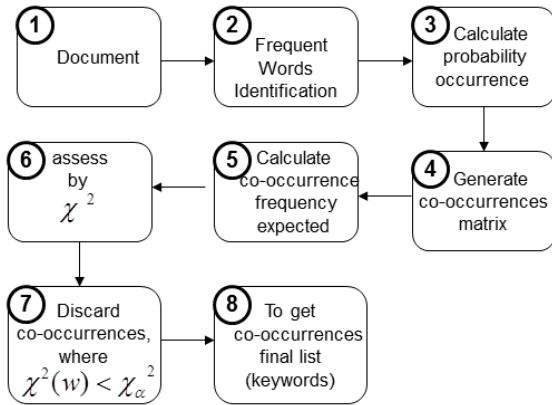 1
Document
2
Frequent
Words
Identification
3
Calculate
probability
occurrence
4
Generate
co-occurrences
matrix
5
Calculate
co-occurrence
frequency
expected
6
assess
by
χ²
7
Discard
co-occurrences,
where
χ²(w) < χ_α²
8
To get
co-occurrences
final list
(keywords)